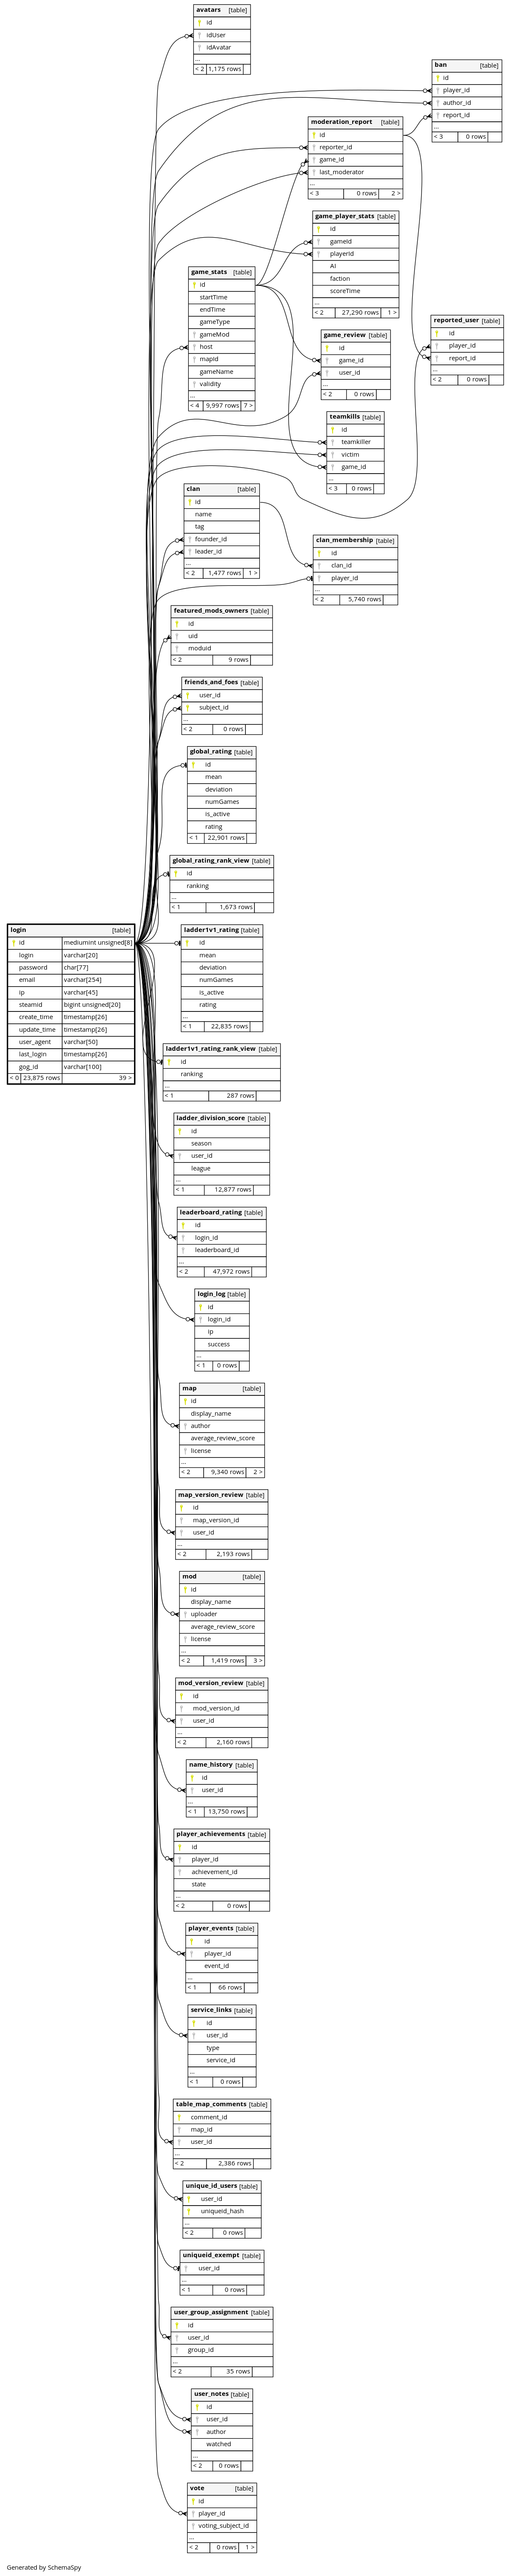 avatars [table]
id
idUser
idAvatar
...
< 2 1,175 rows
ban [table]
id
player_id
author_id
report_id
...
< 3 0 rows
moderation_report [table]
id
reporter_id
game_id
last_moderator
...
< 3 0 rows 2 >
game_player_stats [table]
id
gameId
playerId
AI
faction
scoreTime
...
< 2 27,290 rows 1 >
game_stats [table]
id
startTime
endTime
gameType
gameMod
host
mapId
gameName
validity
...
< 4 9,997 rows 7 >
reported_user [table]
id
player_id
report_id
...
< 2 0 rows
game_review [table]
id
game_id
user_id
...
< 2 0 rows
teamkills [table]
id
teamkiller
victim
game_id
...
< 3 0 rows
clan [table]
id
name
tag
founder_id
leader_id
...
< 2 1,477 rows 1 >
clan_membership [table]
id
clan_id
player_id
...
< 2 5,740 rows
featured_mods_owners [table]
id
uid
moduid
< 2 9 rows
friends_and_foes [table]
user_id
subject_id
...
< 2 0 rows
global_rating [table]
id
mean
deviation
numGames
is_active
rating
< 1 22,901 rows
global_rating_rank_view [table]
id
ranking
...
< 1 1,673 rows
login [table]
id mediumint unsigned[8]
login varchar[20]
password char[77]
email varchar[254]
ip varchar[45]
steamid bigint unsigned[20]
create_time timestamp[26]
update_time timestamp[26]
user_agent varchar[50]
last_login timestamp[26]
gog_id varchar[100]
< 0 23,875 rows 39 >
ladder1v1_rating [table]
id
mean
deviation
numGames
is_active
rating
...
< 1 22,835 rows
ladder1v1_rating_rank_view [table]
id
ranking
...
< 1 287 rows
ladder_division_score [table]
id
season
user_id
league
...
< 1 12,877 rows
leaderboard_rating [table]
id
login_id
leaderboard_id
...
< 2 47,972 rows
login_log [table]
id
login_id
ip
success
...
< 1 0 rows
map [table]
id
display_name
author
average_review_score
license
...
< 2 9,340 rows 2 >
map_version_review [table]
id
map_version_id
user_id
...
< 2 2,193 rows
mod [table]
id
display_name
uploader
average_review_score
license
...
< 2 1,419 rows 3 >
mod_version_review [table]
id
mod_version_id
user_id
...
< 2 2,160 rows
name_history [table]
id
user_id
...
< 1 13,750 rows
player_achievements [table]
id
player_id
achievement_id
state
...
< 2 0 rows
player_events [table]
id
player_id
event_id
...
< 1 66 rows
service_links [table]
id
user_id
type
service_id
...
< 1 0 rows
table_map_comments [table]
comment_id
map_id
user_id
...
< 2 2,386 rows
unique_id_users [table]
user_id
uniqueid_hash
...
< 2 0 rows
uniqueid_exempt [table]
user_id
...
< 1 0 rows
user_group_assignment [table]
id
user_id
group_id
...
< 2 35 rows
user_notes [table]
id
user_id
author
watched
...
< 2 0 rows
vote [table]
id
player_id
voting_subject_id
...
< 2 0 rows 1 >
Generated by SchemaSpy